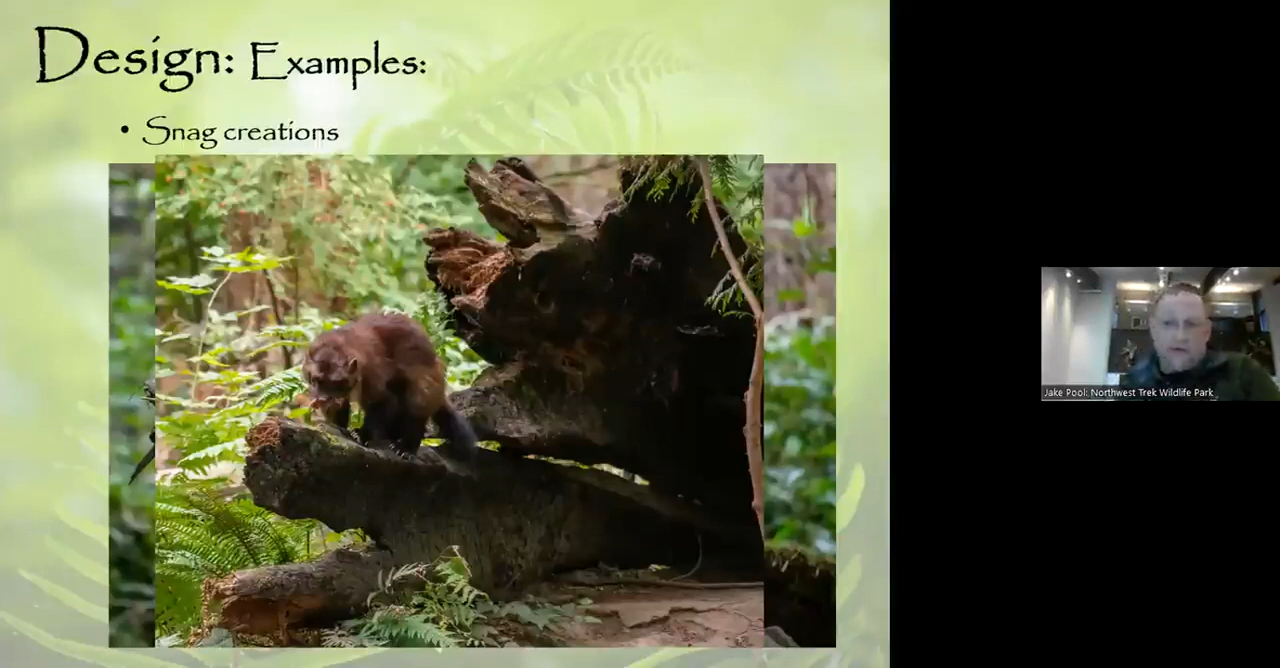 Design: Examples:
• Snag creations
Jake Pool: Northwest Trek Wildlife Park